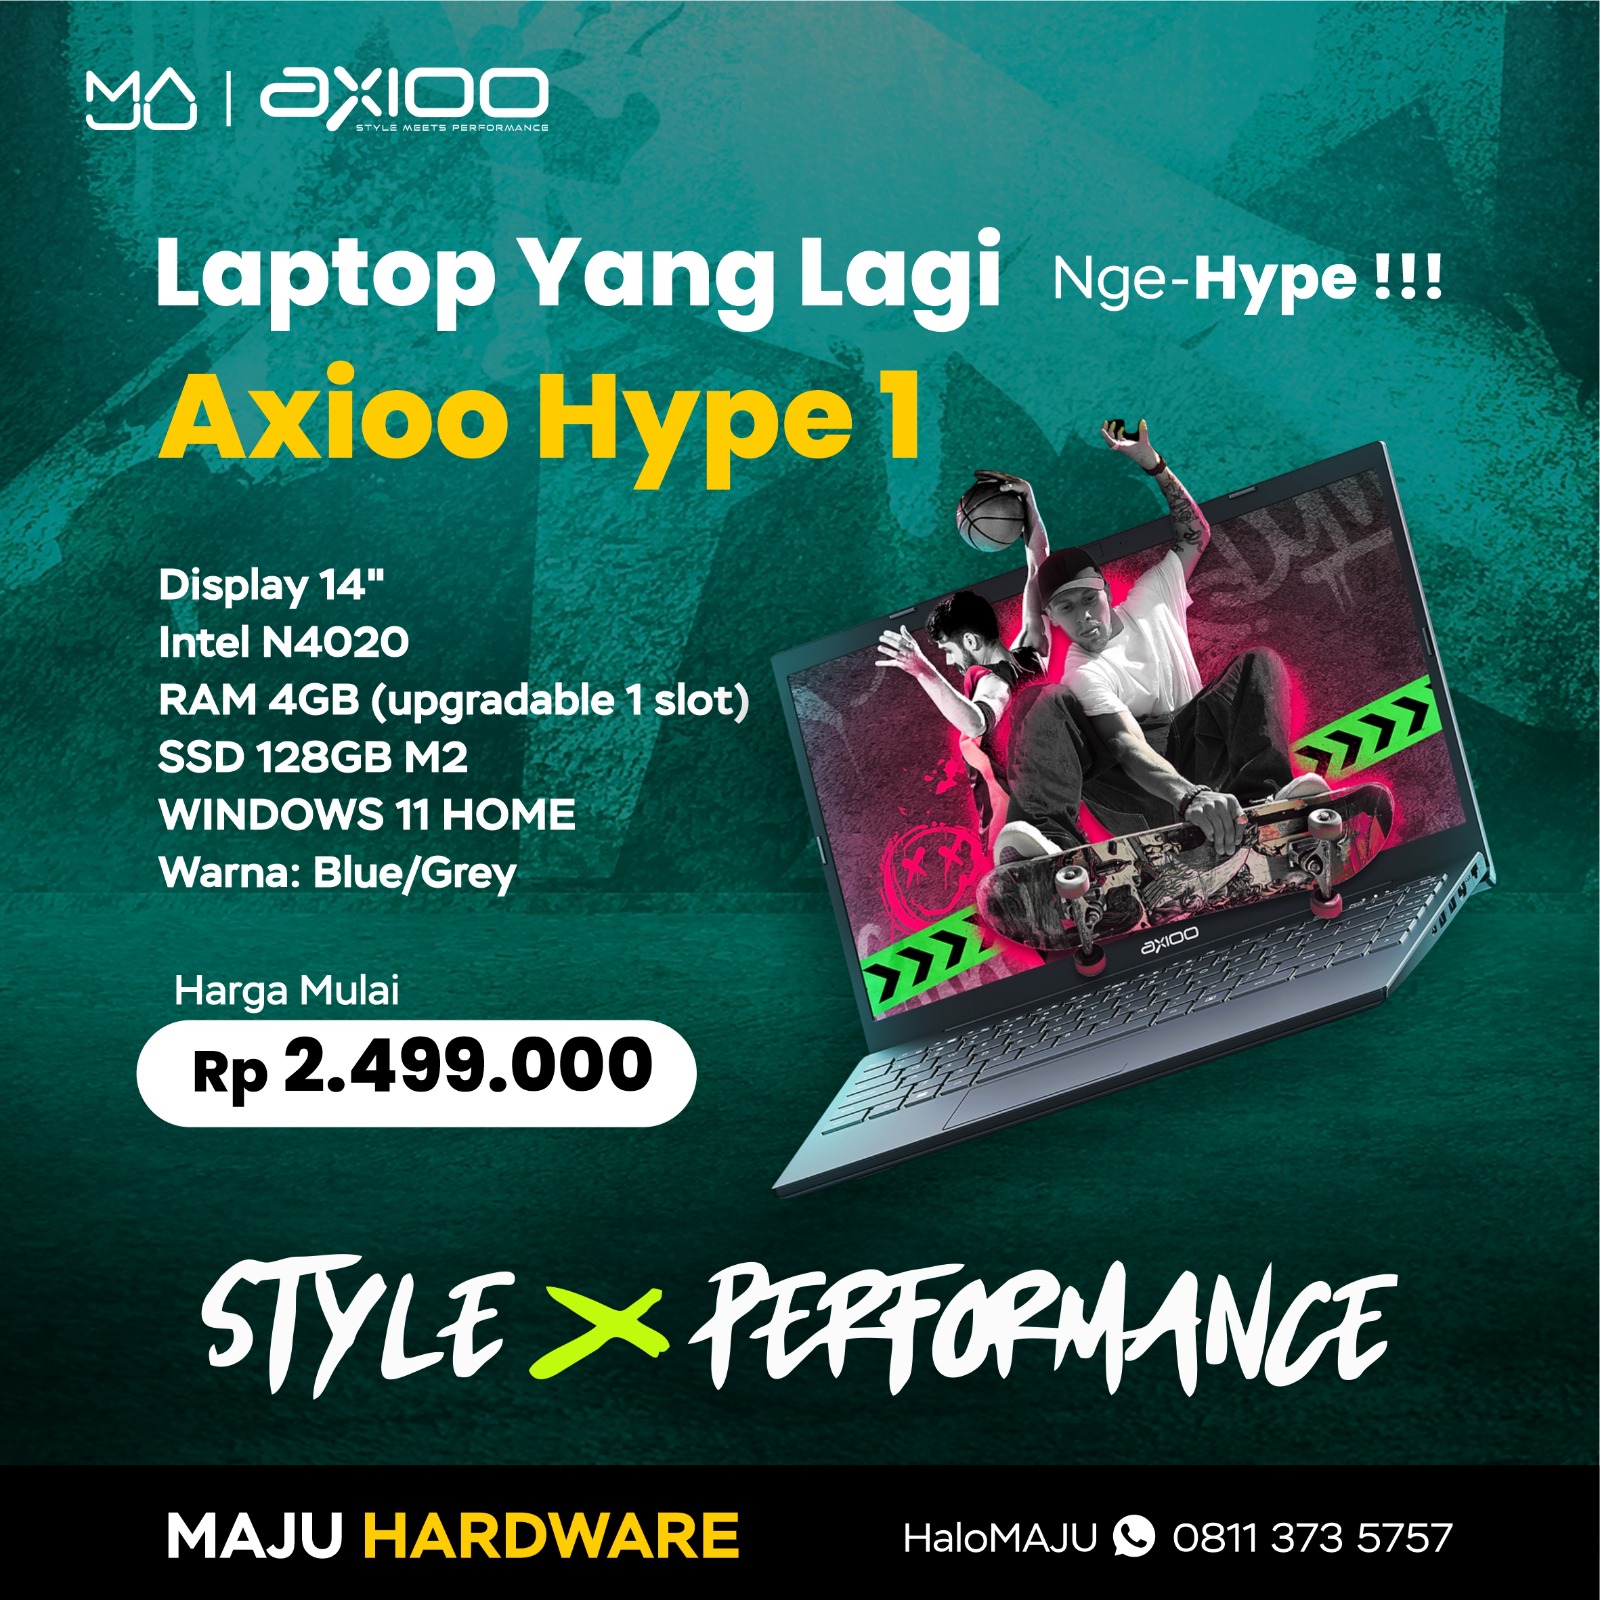 MAJU | axioo
STYLE MEETS PERFORMANCE
Laptop Yang Lagi Nge-Hype !!!
Axioo Hype 1
Display 14"
Intel N4020
RAM 4GB (upgradable 1 slot)
SSD 128GB M2
WINDOWS 11 HOME
Warna: Blue/Grey
axioo
Harga Mulai
Rp 2.499.000
STYLE X PERFORMANCE
MAJU HARDWARE
HaloMAJU 0811 373 5757